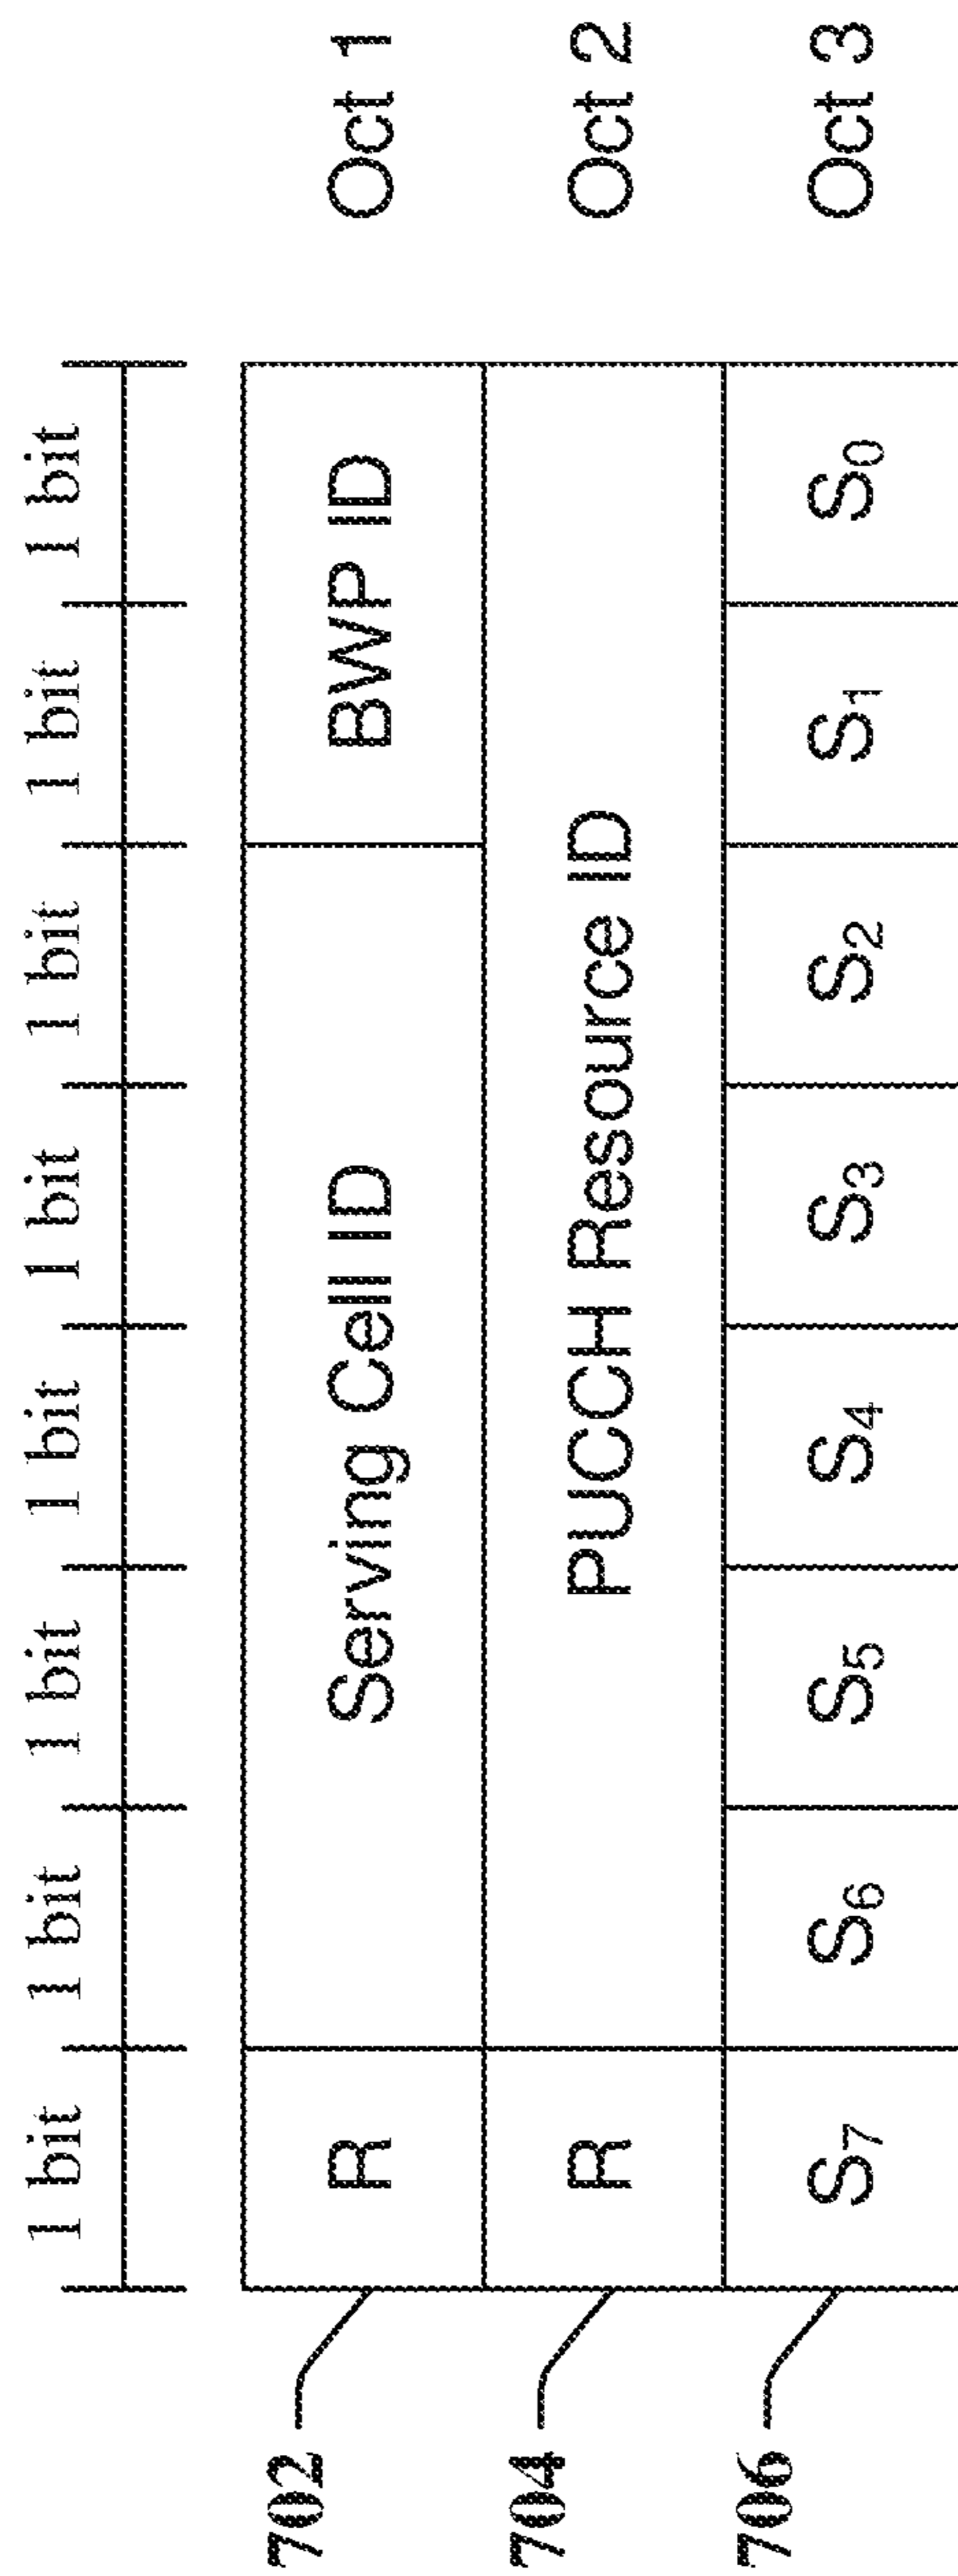 1 bit 1 bit 1 bit 1 bit 1 bit 1 bit 1 bit 1 bit
702 R Serving Cell ID BWP ID Oct 1
704 R PUCCH Resource ID Oct 2
706 S7 S6 S5 S4 S3 S2 S1 S0 Oct 3